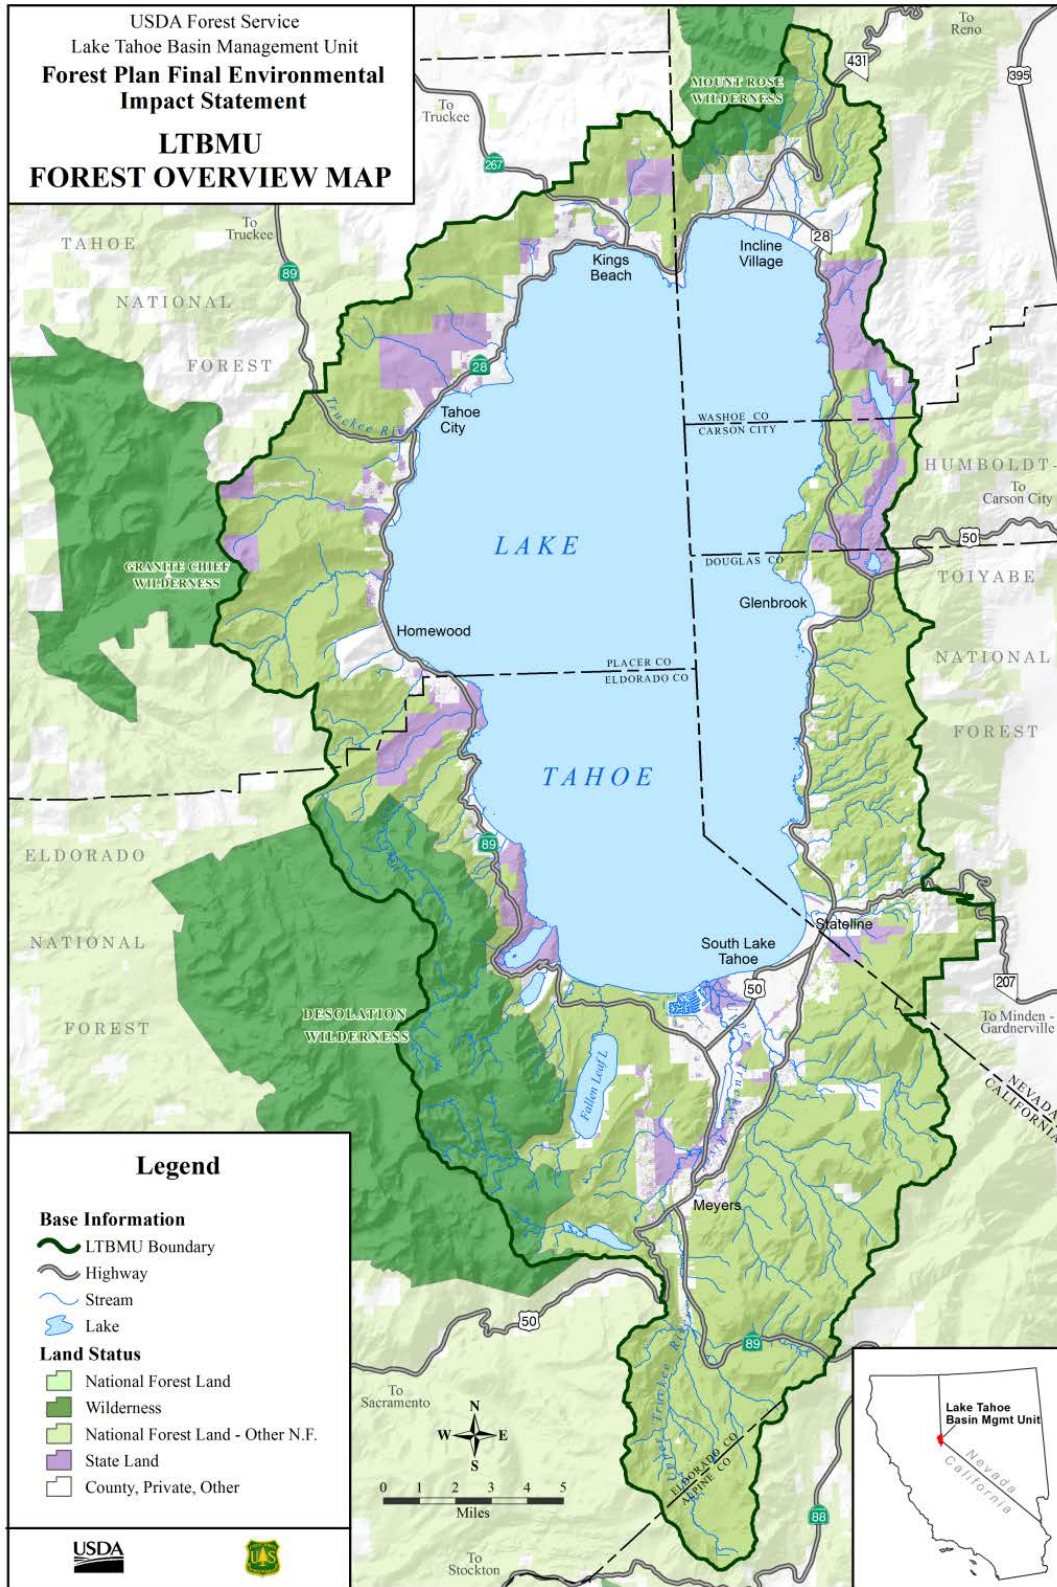 USDA Forest Service
Lake Tahoe Basin Management Unit
Forest Plan Final Environmental
Impact Statement
LTBMU
FOREST OVERVIEW MAP
To
Reno
431
395
MOUNT ROSE
WILDERNESS
To
Truckee
267
To
Truckee
89
TAHOE
NATIONAL
FOREST
Kings
Beach
Incline
Village
28
28
Truckee River
Tahoe
City
WASHOE CO
CARSON CITY
HUMBOLDT-
To
Carson City
50
LAKE
DOUGLAS CO
TOIYABE
GRANITE CHIEF
WILDERNESS
Glenbrook
Homewood
PLACER CO
ELDORADO CO
NATIONAL
FOREST
TAHOE
89
ELDORADO
NATIONAL
FOREST
Stateline
South Lake
Tahoe
50
207
To Minden -
Gardnerville
DESOLATION
WILDERNESS
Fallen Leaf L
Upper Truckee River
NEVADA
CALIFORNIA
Meyers
50
89
To
Sacramento
Upper Truckee River
ELDORADO CO
ALPINE CO
88
To
Stockton
Legend
Base Information
LTBMU Boundary
Highway
Stream
Lake
Land Status
National Forest Land
Wilderness
National Forest Land - Other N.F.
State Land
County, Private, Other
N
W E
S
0 1 2 3 4 5
Miles
Lake Tahoe
Basin Mgmt Unit
Nevada
California
USDA
U S